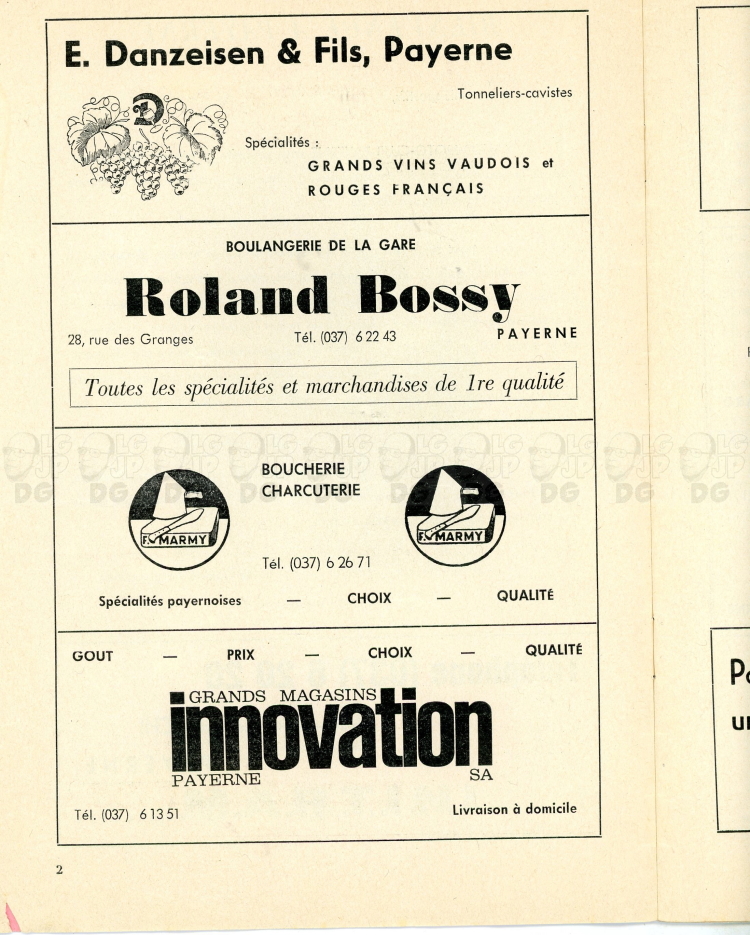 E. Danzeisen & Fils, Payerne
Tonneliers-cavistes
Spécialités :
GRANDS VINS VAUDOIS et
ROUGES FRANÇAIS
BOULANGERIE DE LA GARE
Roland Bossy
28, rue des Granges Tél. (037) 6 22 43 PAYERNE
Toutes les spécialités et marchandises de 1re qualité
BOUCHERIE
CHARCUTERIE
F. MARMY
F. MARMY
Tél. (037) 6 26 71
Spécialités payernoises — CHOIX — QUALITÉ
GOUT — PRIX — CHOIX — QUALITÉ
GRANDS MAGASINS
innovation
PAYERNE SA
Tél. (037) 6 13 51 Livraison à domicile
2